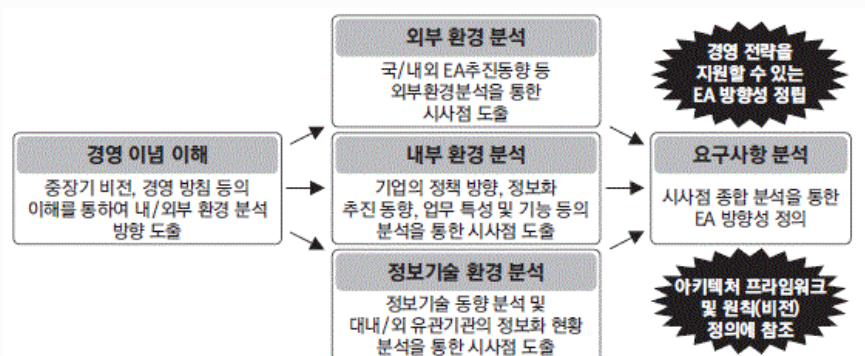 외부 환경 분석
국/내외 EA추진동향 등
외부환경분석을 통한
시사점 도출
경영 전략을
지원할 수 있는
EA 방향성 정립
경영 이념 이해
중장기 비전, 경영 방침 등의
이해를 통하여 내/외부 환경 분석
방향 도출
내부 환경 분석
기업의 정책 방향, 정보화
추진 동향, 업무 특성 및 기능 등의
분석을 통한 시사점 도출
요구사항 분석
시사점 종합 분석을 통한
EA 방향성 정의
정보기술 환경 분석
정보기술 동향 분석 및
대내/외 유관기관의 정보화 현황
분석을 통한 시사점 도출
아키텍처 프라임워크
및 원칙(비전)
정의에 참조